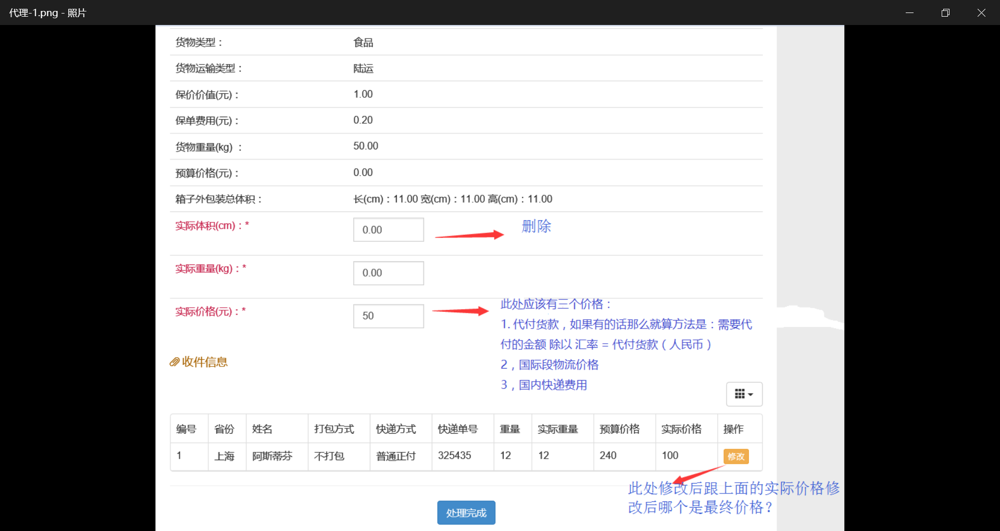 代理-1.png - 照片
货物类型： 食品
货物运输类型： 陆运
保价价值(元)： 1.00
保单费用(元)： 0.20
货物重量(kg) ： 50.00
预算价格(元)： 0.00
箱子外包装总体积： 长(cm)：11.00 宽(cm)：11.00 高(cm)：11.00
实际体积(cm)：* 0.00 删除
实际重量(kg)：* 0.00
实际价格(元)：* 50
此处应该有三个价格：
1. 代付货款，如果有的话那么就算方法是：需要代
付的金额 除以 汇率 = 代付货款（人民币）
2，国际段物流价格
3，国内快递费用
收件信息
编号 省份 姓名 打包方式 快递方式 快递单号 重量 实际重量 预算价格 实际价格 操作
1 上海 阿斯蒂芬 不打包 普通正付 325435 12 12 240 100 修改
此处修改后跟上面的实际价格修
改后哪个是最终价格？
处理完成